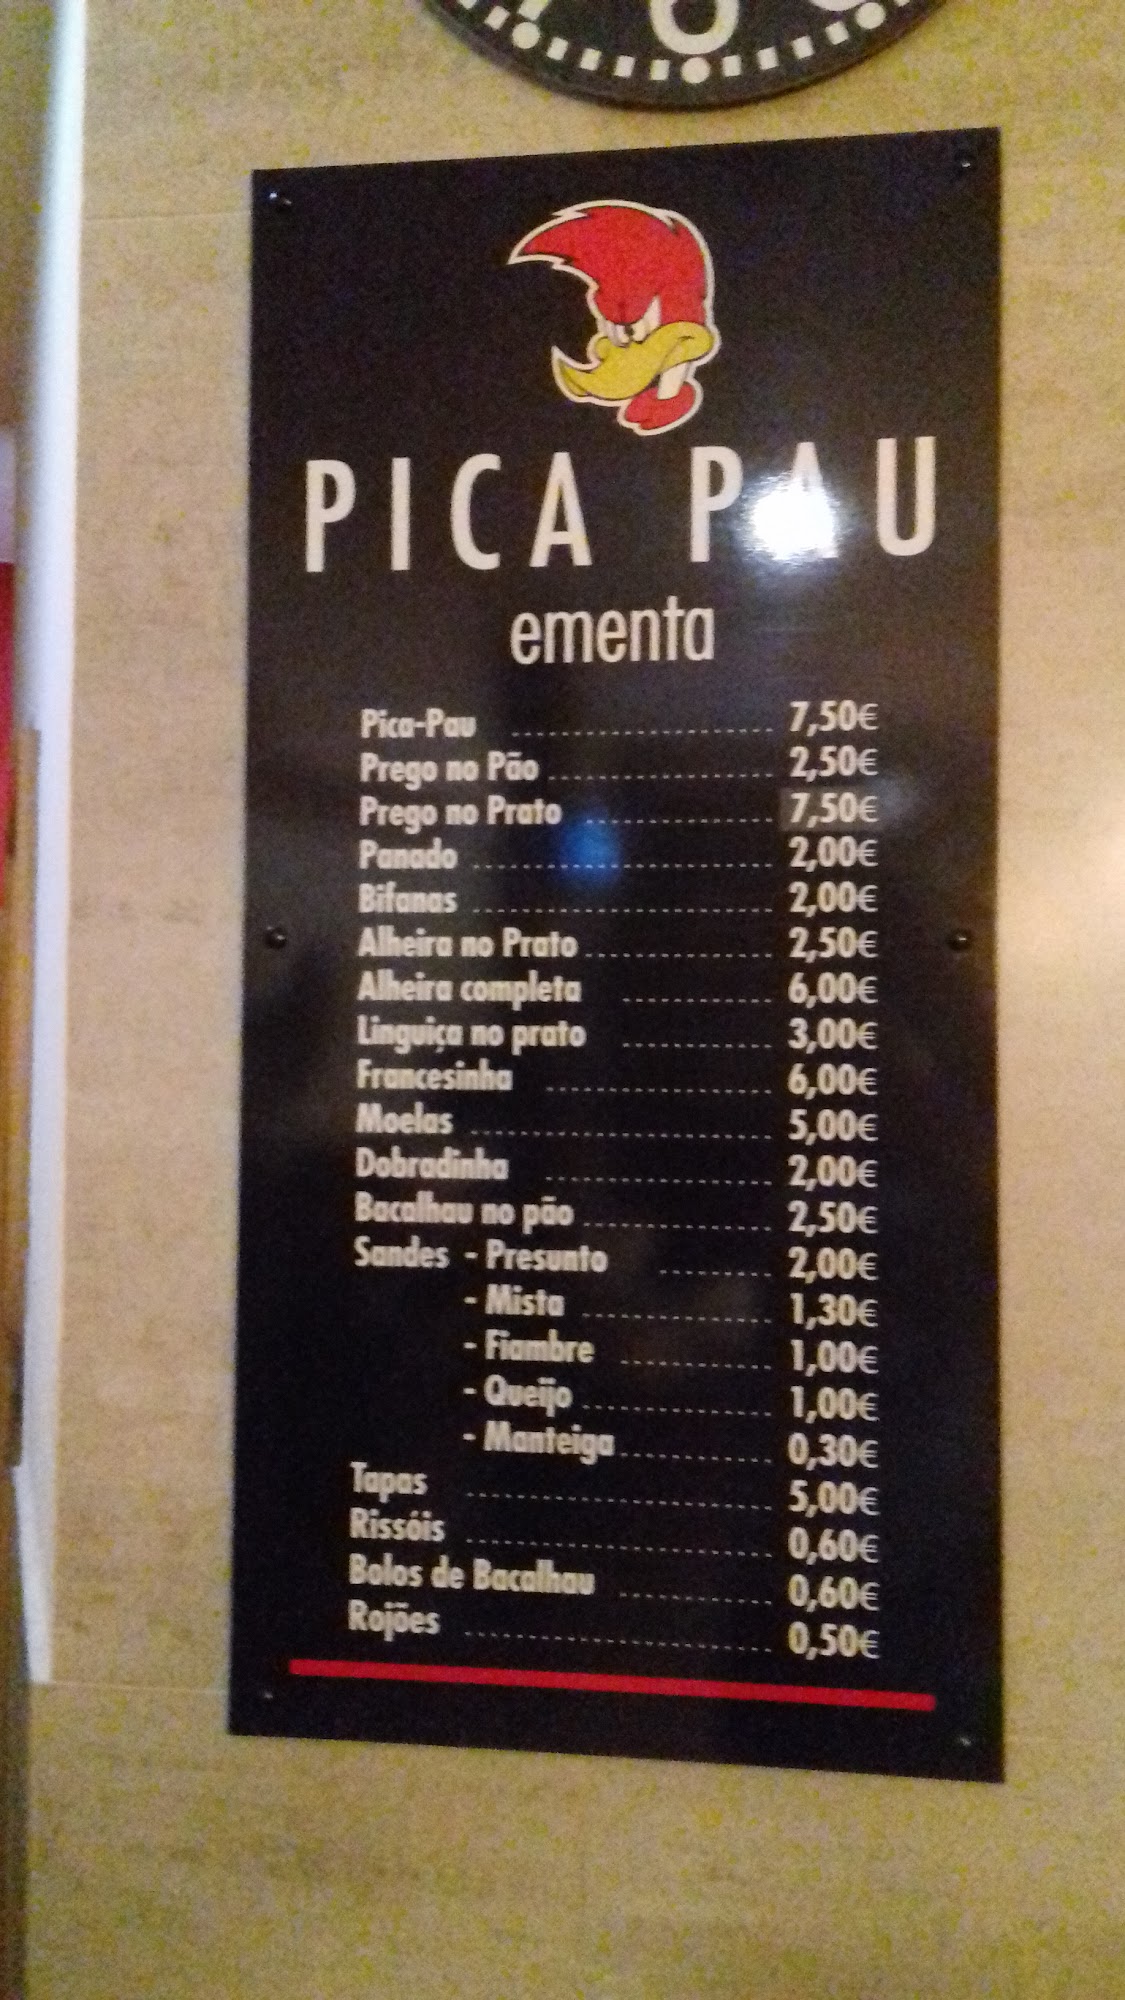 PICA PAU
ementa
Pica-Pau ........................ 7,50€
Prego no Pão ..................... 2,50€
Prego no Prato ................. 7,50€
Panado ............................ 2,00€
Bifanas ............................ 2,00€
Alheira no Prato ................. 2,50€
Alheira completa .............. 6,00€
Linguiça no prato .............. 3,00€
Francesinha ..................... 6,00€
Moelas ............................ 5,00€
Dobradinha ..................... 2,00€
Bacalhau no pão ................. 2,50€
Sandes - Presunto .......... 2,00€
- Mista ................. 1,30€
- Fiambre .............. 1,00€
- Queijo ................. 1,00€
- Manteiga .............. 0,30€
Tapas ............................ 5,00€
Rissóis ............................ 0,60€
Bolos de Bacalhau .............. 0,60€
Rojões ............................ 0,50€